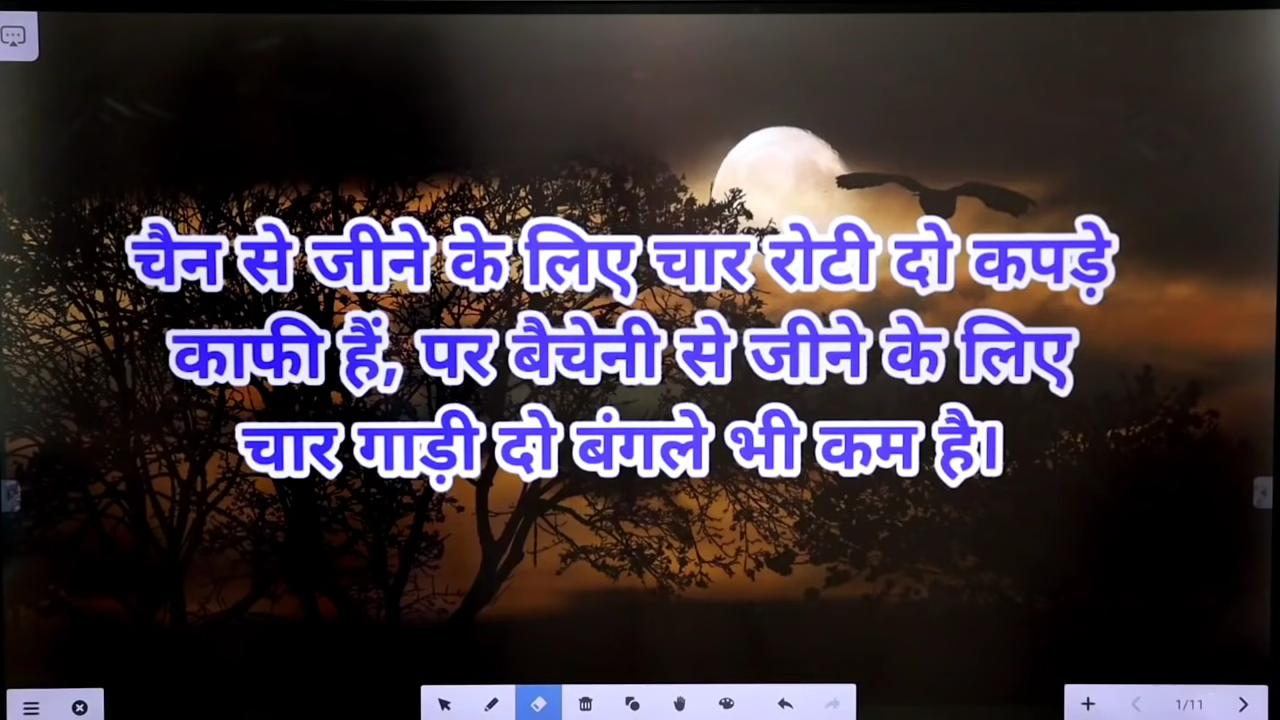 चैन से जीने के लिए चार रोटी दो कपड़े
काफी हैं, पर बैचेनी से जीने के लिए
चार गाड़ी दो बंगले भी कम है।
1/11